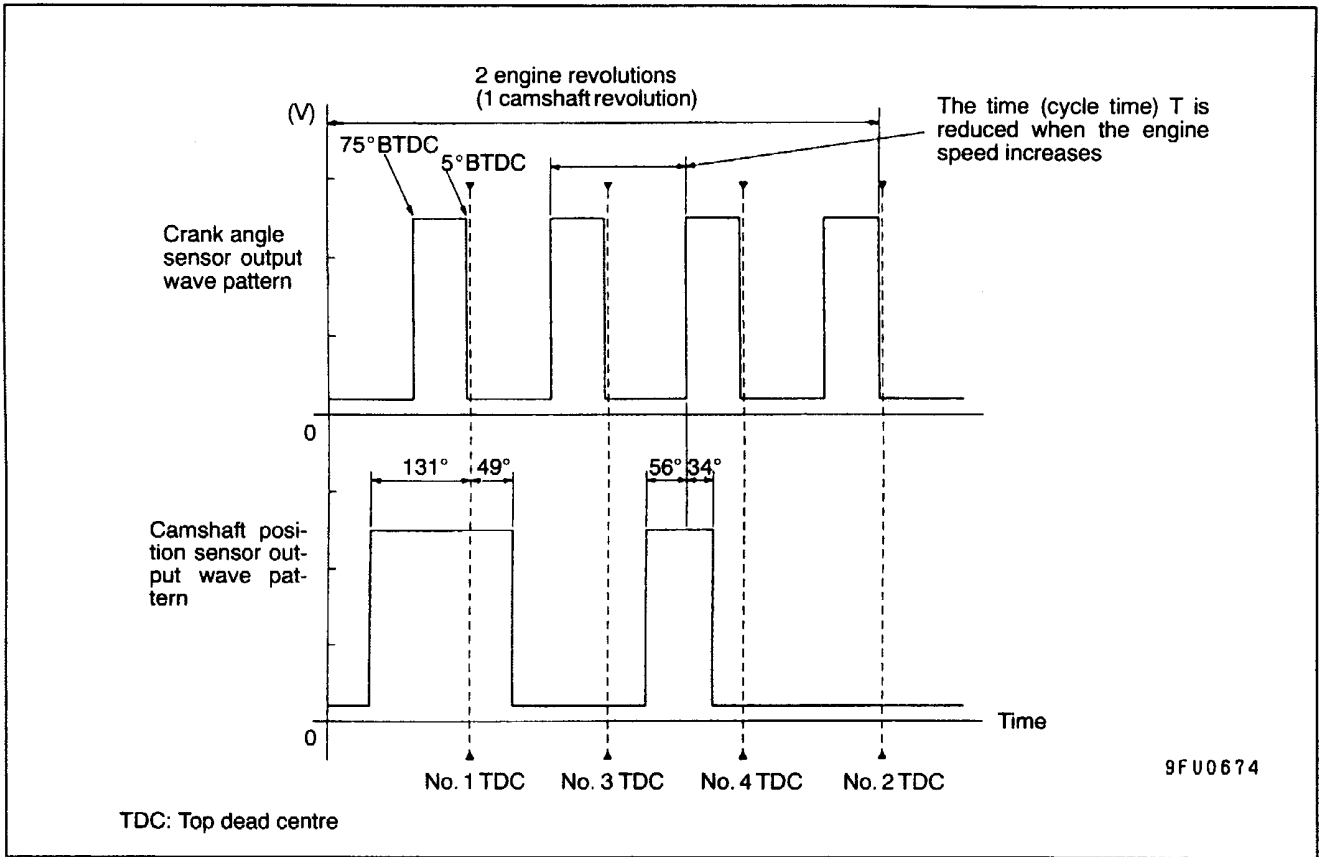 2 engine revolutions
(1 camshaft revolution)
(V)
The time (cycle time) T is
reduced when the engine
speed increases
75°BTDC
5°BTDC
Crank angle
sensor output
wave pattern
0
131°
49°
56°
34°
Camshaft posi-
tion sensor out-
put wave pat-
tern
0
Time
No. 1 TDC
No. 3 TDC
No. 4 TDC
No. 2 TDC
9FU0674
TDC: Top dead centre